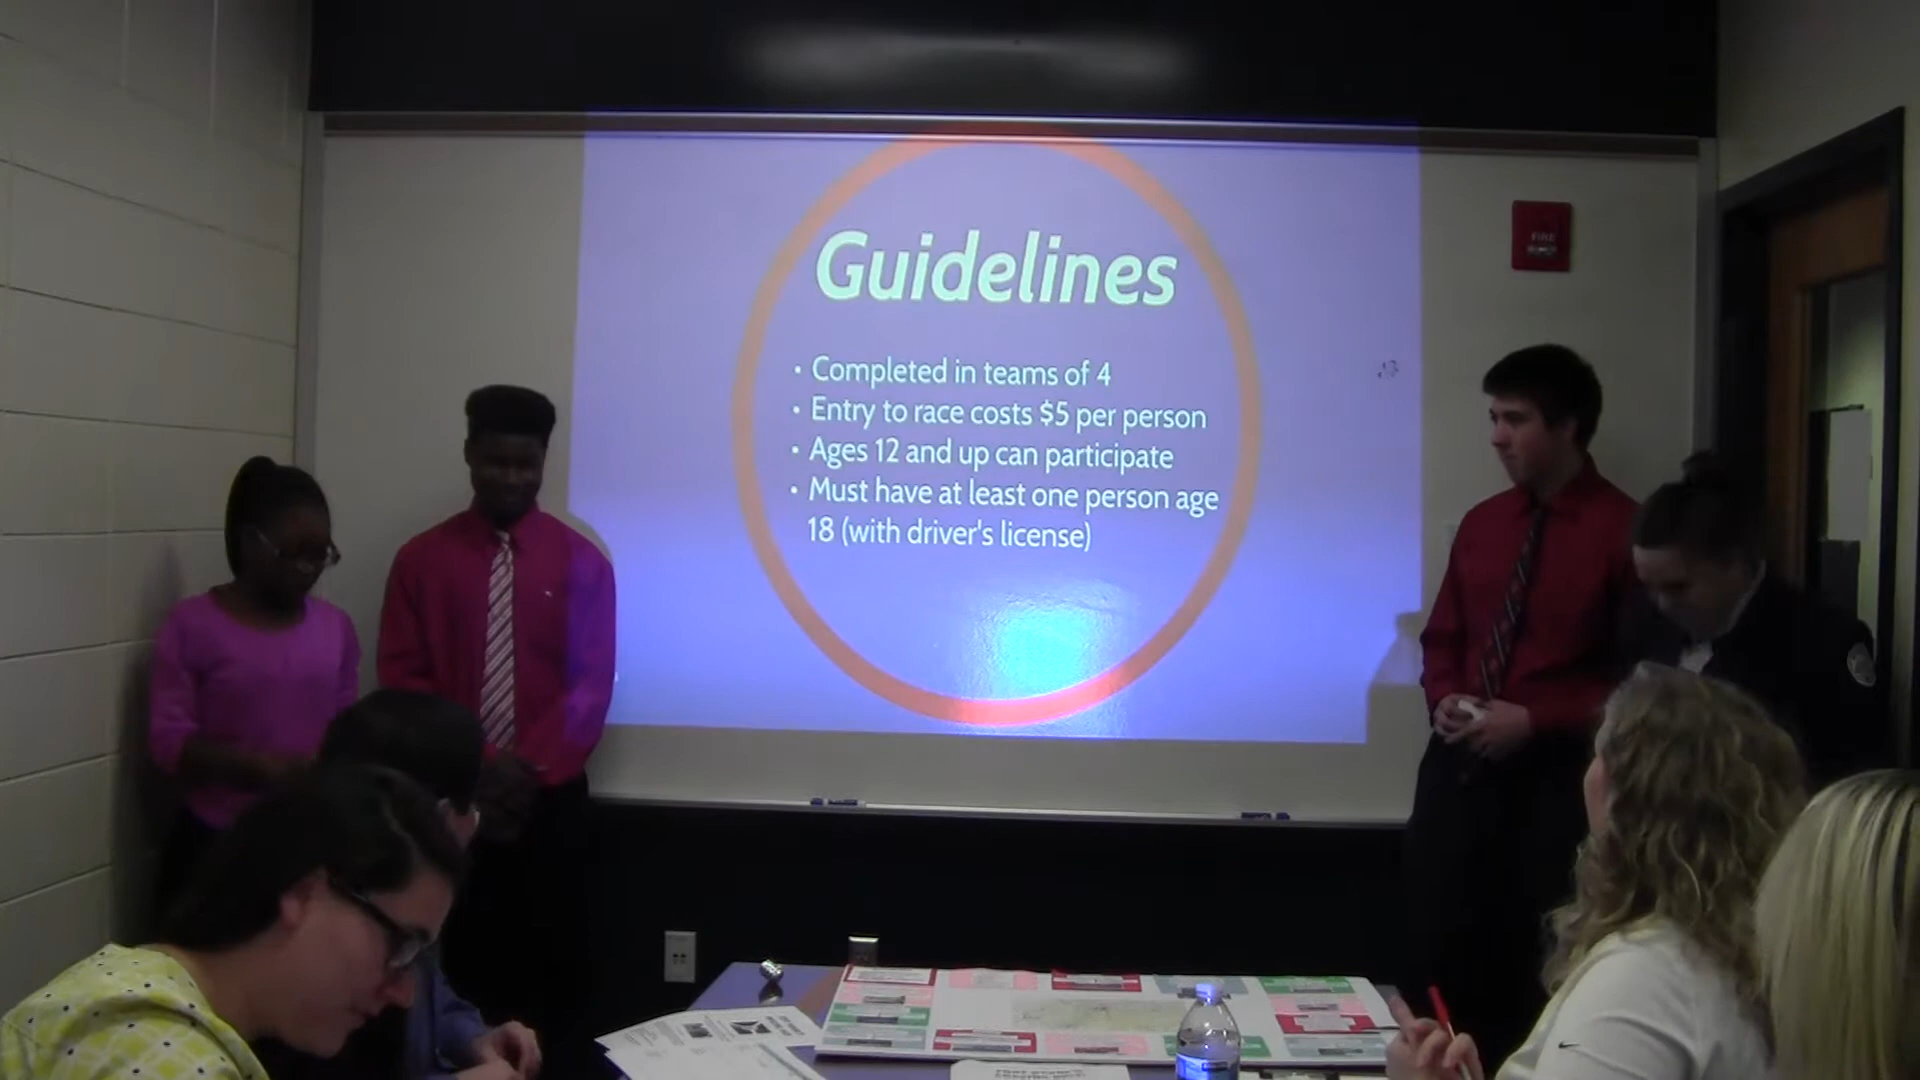 Guidelines
• Completed in teams of 4
• Entry to race costs $5 per person
• Ages 12 and up can participate
• Must have at least one person age
18 (with driver's license)
FIRE